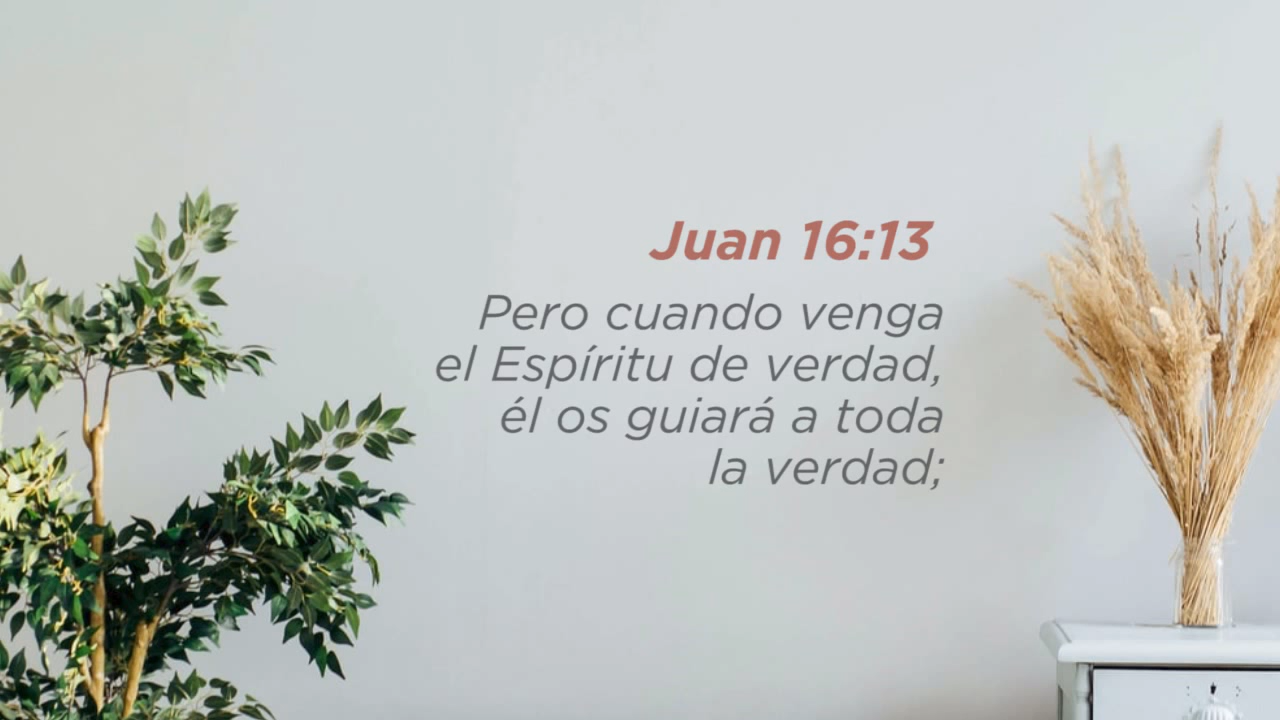 Juan 16:13
Pero cuando venga
el Espíritu de verdad,
él os guiará a toda
la verdad;